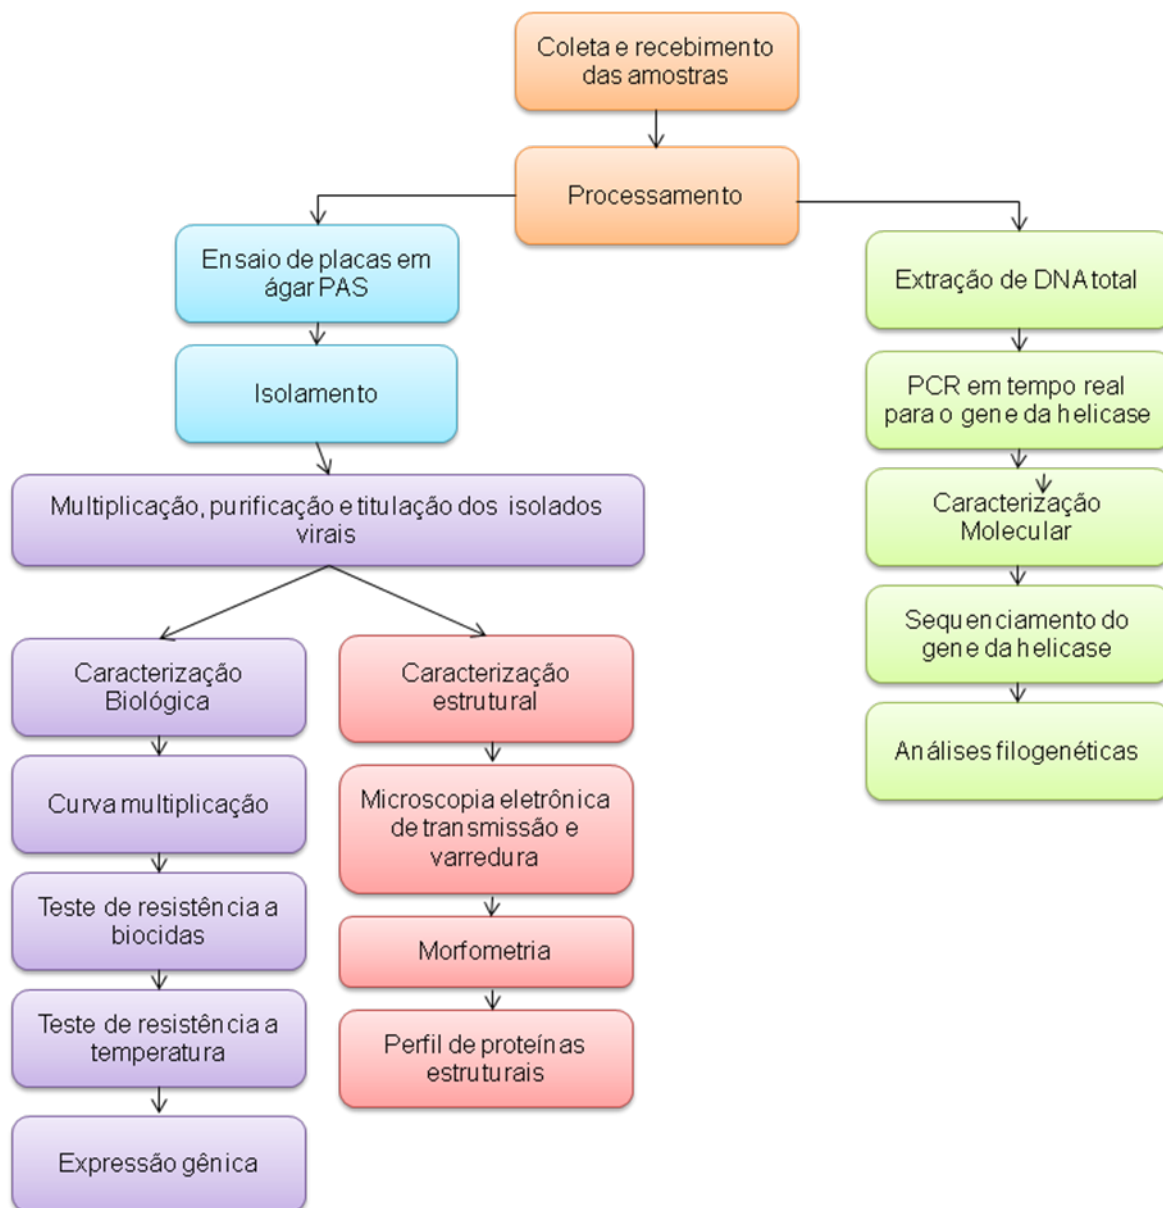 Coleta e recebimento
das amostras
Processamento
Ensaio de placas em
ágar PAS
Isolamento
Multiplicação, purificação e titulação dos isolados
virais
Caracterização
Biológica
Curva multiplicação
Teste de resistência a
biocidas
Teste de resistência a
temperatura
Expressão gênica
Caracterização
estrutural
Microscopia eletrônica
de transmissão e
varredura
Morfometria
Perfil de proteínas
estruturais
Extração de DNA total
PCR em tempo real
para o gene da helicase
Caracterização
Molecular
Sequenciamento do
gene da helicase
Análises filogenéticas